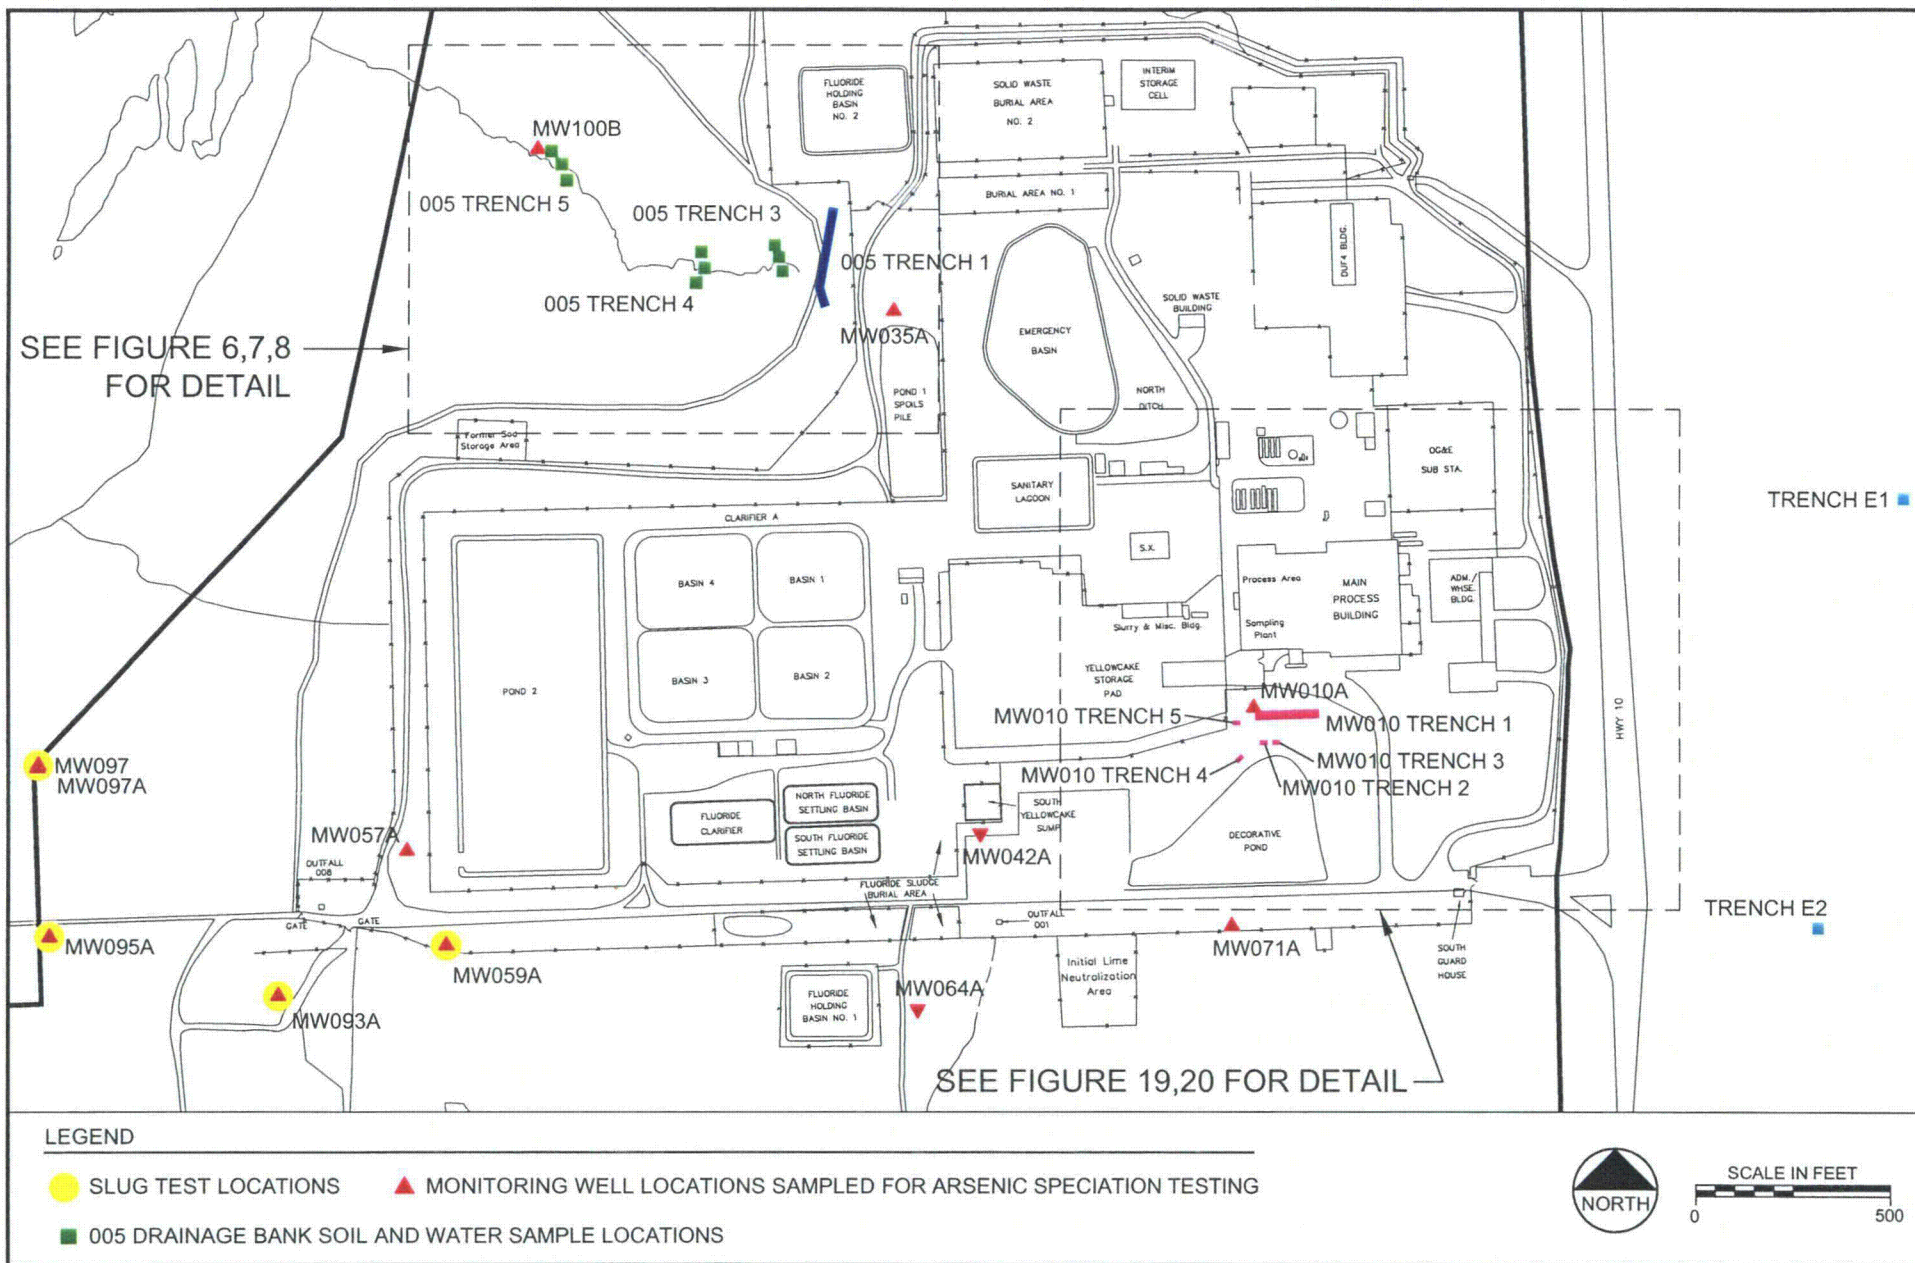 FLUORIDE
HOLDING
BASIN
NO. 2
SOLID WASTE
BURIAL AREA
NO. 2
INTERIM
STORAGE
CELL
MW100B
005 TRENCH 5
005 TRENCH 3
BURIAL AREA NO. 1
DUF4 BLDG.
005 TRENCH 1
005 TRENCH 4
SOLID WASTE
BUILDING
MW035A
EMERGENCY
BASIN
SEE FIGURE 6,7,8
FOR DETAIL
POND 1
SPOILS
PILE
NORTH
DITCH
Former Sod
Storage Area
OG&E
SUB STA.
SANITARY
LAGOON
TRENCH E1
CLARIFIER A
S.X.
BASIN 4
BASIN 1
Process Area
MAIN
PROCESS
BUILDING
ADM./
WHSE.
BLDG.
Slurry & Misc. Bldg.
Sampling
Plant
POND 2
BASIN 3
BASIN 2
YELLOWCAKE
STORAGE
PAD
MW010A
MW010 TRENCH 5
MW010 TRENCH 1
HWY 10
MW010 TRENCH 3
MW010 TRENCH 4
MW010 TRENCH 2
MW097
MW097A
NORTH FLUORIDE
SETTLING BASIN
FLUORIDE
CLARIFIER
SOUTH
YELLOWCAKE
SUMP
MW057A
SOUTH FLUORIDE
SETTLING BASIN
DECORATIVE
POND
MW042A
OUTFALL
008
FLUORIDE SLUDGE
BURIAL AREA
TRENCH E2
GATE
GATE
OUTFALL
001
MW095A
MW059A
MW071A
SOUTH
GUARD
HOUSE
Initial Lime
Neutralization
Area
MW064A
FLUORIDE
HOLDING
BASIN NO. 1
MW093A
SEE FIGURE 19,20 FOR DETAIL
LEGEND
SLUG TEST LOCATIONS
MONITORING WELL LOCATIONS SAMPLED FOR ARSENIC SPECIATION TESTING
005 DRAINAGE BANK SOIL AND WATER SAMPLE LOCATIONS
NORTH
SCALE IN FEET
0
500